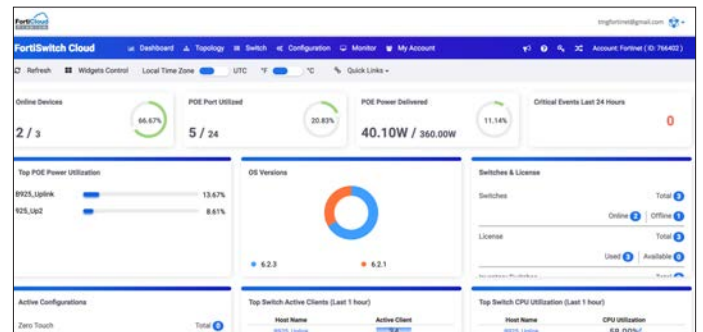 FortiCloud
tmgfortinet@gmail.com
FortiSwitch Cloud Dashboard Topology Switch Configuration Monitor My Account Account: Fortinet ( ID: 766402 )
Refresh Widgets Control Local Time Zone UTC °F °C Quick Links
Online Devices
2 / 3
66.67%
POE Port Utilized
5 / 24
20.83%
POE Power Delivered
40.10W / 360.00W
11.14%
Critical Events Last 24 Hours
0
Top POE Power Utilization
B925_Uplink 13.67%
925_Up2 8.61%
OS Versions
6.2.3 6.2.1
Switches & License
Switches Total 3
Online 2 Offline 1
License Total 3
Used 3 Available 0
Active Configurations
Zero Touch Total 0
Top Switch Active Clients (Last 1 hour)
Host Name Active Client
B925_Uplink
Top Switch CPU Utilization (Last 1 hour)
Host Name CPU Utilization
B925_Uplink 58.00%